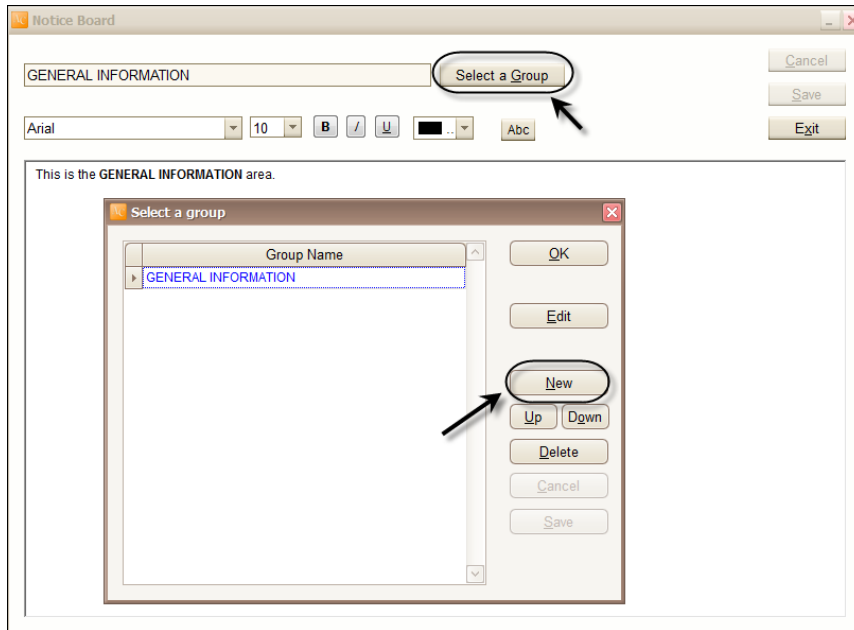 Notice Board
GENERAL INFORMATION
Select a Group
Cancel
Save
Arial
10
B
I
U
..
Abc
Exit
This is the GENERAL INFORMATION area.
Select a group
Group Name
OK
GENERAL INFORMATION
Edit
New
Up
Down
Delete
Cancel
Save